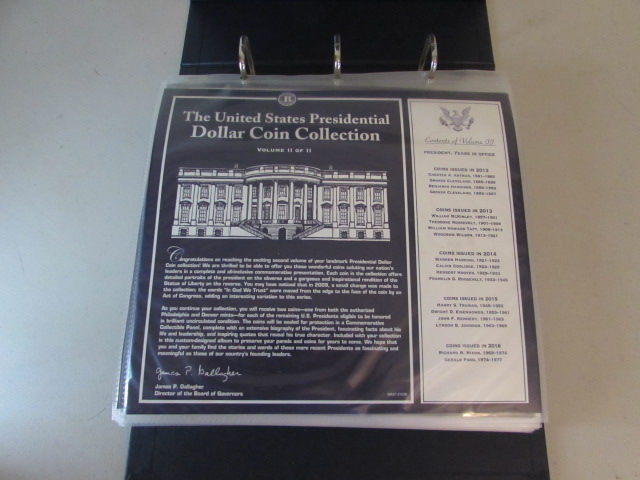 B
The United States Presidential
Dollar Coin Collection
VOLUME II OF II
Congratulations on reaching the exciting second volume of your landmark Presidential Dollar
Coin collection! We are thrilled to be able to offer you these wonderful coins saluting our nation's
leaders in a complete and ultimative commemorative presentation. Each coin in the collection offers
detailed portraits of the president on the obverse and a gorgeous and inspirational rendition of the
Statue of Liberty on the reverse. You may have noticed that in 2009, a small change was made to
the collection; the words "In God We Trust" were moved from the edge to the face of the coin by an
Act of Congress, adding an interesting variation to this series.
As you continue your collection, you will receive two coins—one from both the authorized
Philadelphia and Denver mints—for each of the remaining U.S. Presidents eligible to be honored
in brilliant uncirculated condition. The coins will be sealed for protection in a Commemorative
Collectible Panel, complete with an extensive biography of the President, fascinating facts about his
life and leadership, and inspiring quotes that reveal his true character. Included with your collection
is this custom-designed album to preserve your panels and coins for years to come. We hope that
you and your family find the stories and words of these more recent Presidents as fascinating and
meaningful as those of our country's founding leaders.
James P. Gallagher
James P. Gallagher
Director of the Board of Governors
Contents of Volume II
PRESIDENT, YEARS IN OFFICE
COINS ISSUED IN 2012
CHESTER A. ARTHUR, 1881-1885
GROVER CLEVELAND, 1885-1889
BENJAMIN HARRISON, 1889-1893
GROVER CLEVELAND, 1893-1897
COINS ISSUED IN 2013
WILLIAM MCKINLEY, 1897-1901
THEODORE ROOSEVELT, 1901-1909
WILLIAM HOWARD TAFT, 1909-1913
WOODROW WILSON, 1913-1921
COINS ISSUED IN 2014
WARREN HARDING, 1921-1923
CALVIN COOLIDGE, 1923-1929
HERBERT HOOVER, 1929-1933
FRANKLIN D. ROOSEVELT, 1933-1945
COINS ISSUED IN 2015
HARRY S. TRUMAN, 1945-1953
DWIGHT D. EISENHOWER, 1953-1961
JOHN F. KENNEDY, 1961-1963
LYNDON B. JOHNSON, 1963-1969
COINS ISSUED IN 2016
RICHARD M. NIXON, 1969-1974
GERALD FORD, 1974-1977